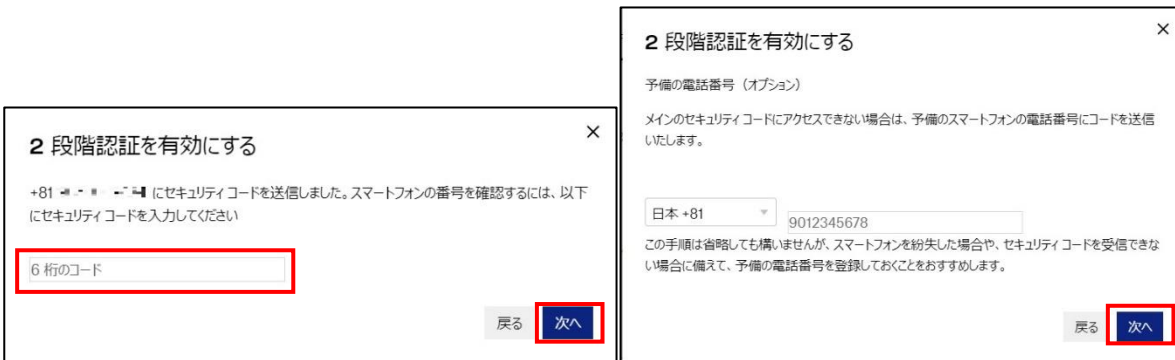 2 段階認証を有効にする
×
+81 にセキュリティコードを送信しました。スマートフォンの番号を確認するには、以下
にセキュリティコードを入力してください
6 桁のコード
戻る 次へ
2 段階認証を有効にする
×
予備の電話番号（オプション）
メインのセキュリティコードにアクセスできない場合は、予備のスマートフォンの電話番号にコードを送信
いたします。
日本 +81
9012345678
この手順は省略しても構いませんが、スマートフォンを紛失した場合や、セキュリティコードを受信できな
い場合に備えて、予備の電話番号を登録しておくことをおすすめします。
戻る 次へ